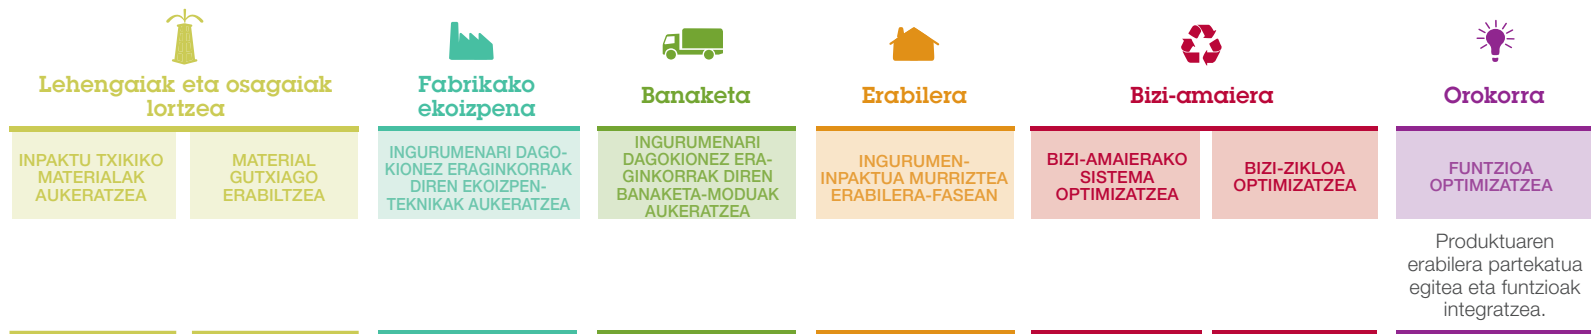 Lehengaiak eta osagaiak
lortzea
Fabrikako
ekoizpena
Banaketa
Erabilera
Bizi-amaiera
Orokorra
INPAKTU TXIKIKO
MATERIALAK
AUKERATZEA
MATERIAL
GUTXIAGO
ERABILTZEA
INGURUMENARI DAGO-
KIONEZ ERAGINKORRAK
DIREN EKOIZPEN-
TEKNIKAK AUKERATZEA
INGURUMENARI
DAGOKIONEZ ERA-
GINKORRAK DIREN
BANAKETA-MODUAK
AUKERATZEA
INGURUMEN-
INPAKTUA MURRIZTEA
ERABILERA-FASEAN
BIZI-AMAIERAKO
SISTEMA
OPTIMIZATZEA
BIZI-ZIKLOA
OPTIMIZATZEA
FUNTZIOA
OPTIMIZATZEA
Produktuaren
erabilera partekatua
egitea eta funtzioak
integratzea.